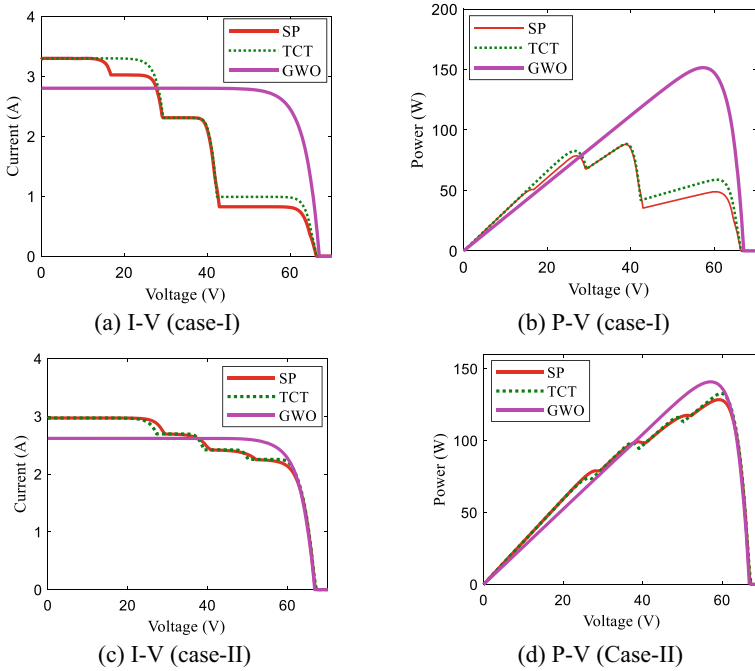 4
3
2
1
0
0
20
40
60
Current (A)
Voltage (V)
SP
TCT
GWO
(a) I-V (case-I)
200
150
100
50
0
0
20
40
60
Power (W)
Voltage (V)
SP
TCT
GWO
(b) P-V (case-I)
4
3
2
1
0
0
20
40
60
Current (A)
Voltage (V)
SP
TCT
GWO
(c) I-V (case-II)
150
100
50
0
0
20
40
60
Power (W)
Voltage (V)
SP
TCT
GWO
(d) P-V (Case-II)